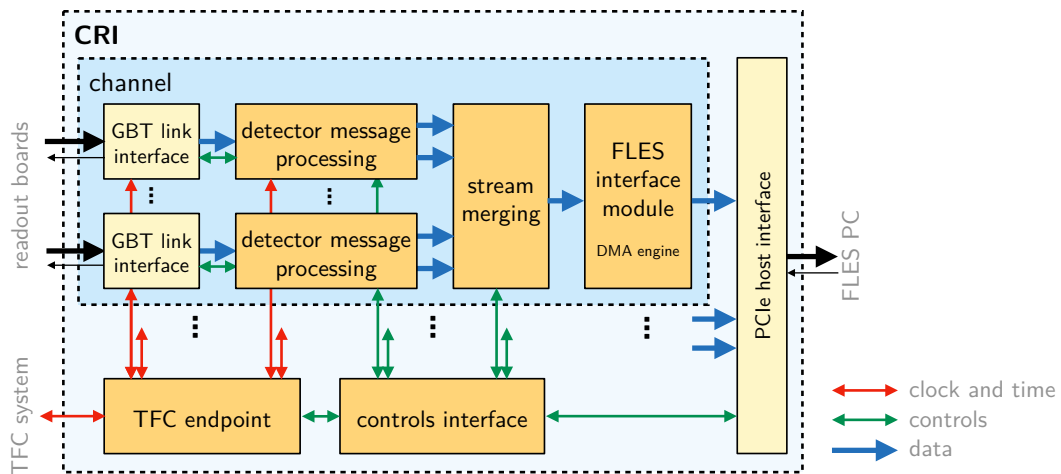 CRI
channel
readout boards
GBT link
interface
detector message
processing
GBT link
interface
detector message
processing
stream
merging
FLES
interface
module
DMA engine
PCIe host interface
FLES PC
TFC system
TFC endpoint
controls interface
clock and time
controls
data